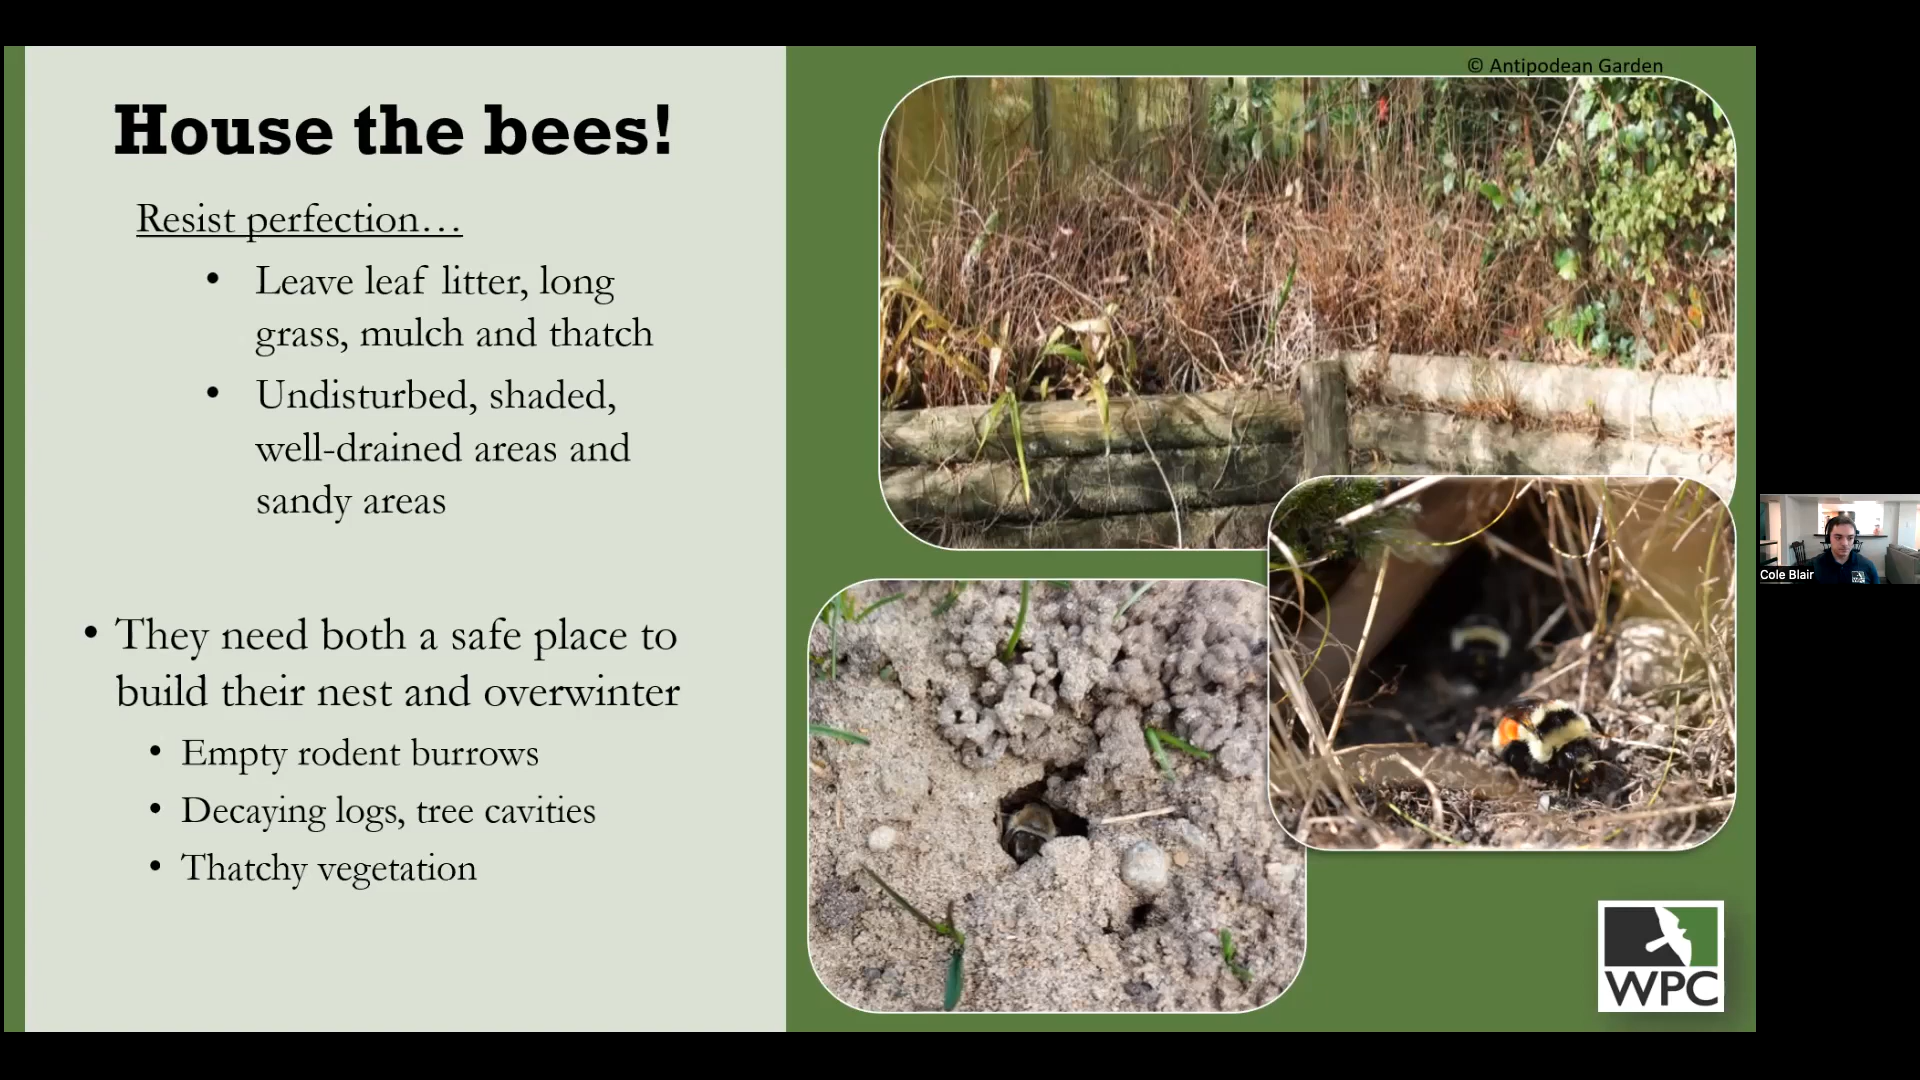 © Antipodean Garden
House the bees!
Resist perfection…
• Leave leaf litter, long
grass, mulch and thatch
• Undisturbed, shaded,
well-drained areas and
sandy areas
• They need both a safe place to
build their nest and overwinter
• Empty rodent burrows
• Decaying logs, tree cavities
• Thatchy vegetation
Cole Blair
WPC